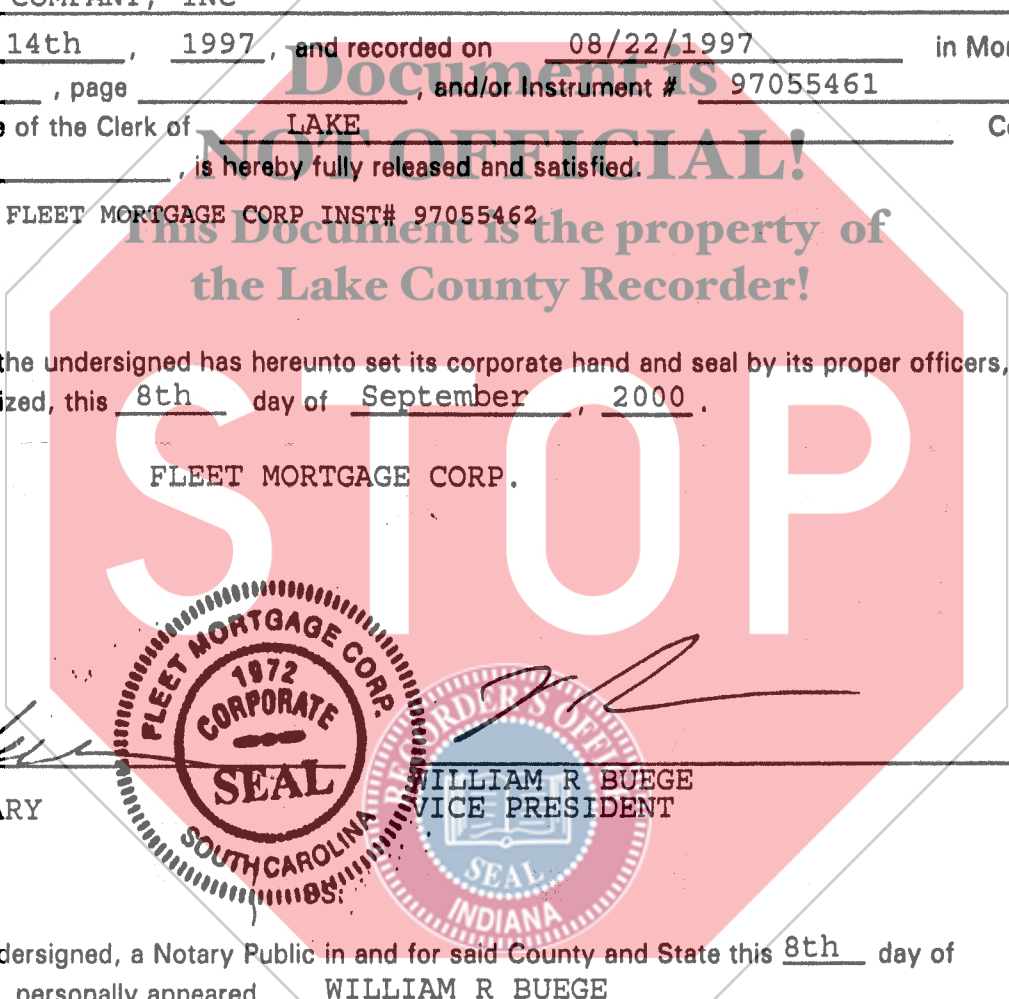 COMPANY, INC
14th , 1997 , and recorded on 08/22/1997 in Mor
, page , and/or Instrument # 97055461
e of the Clerk of LAKE Co
, is hereby fully released and satisfied.
FLEET MORTGAGE CORP INST# 97055462
Document is
NOT OFFICIAL!
This Document is the property of
the Lake County Recorder!
STOP
the undersigned has hereunto set its corporate hand and seal by its proper officers,
ized, this 8th day of September , 2000 .
FLEET MORTGAGE CORP.
FLEET MORTGAGE CORP.
1972
CORPORATE
SEAL
SOUTH CAROLINA
RECORDER'S OFFICE
SEAL
INDIANA
WILLIAM R BUEGE
ARY VICE PRESIDENT
SS:
dersigned, a Notary Public in and for said County and State this 8th day of
personally appeared WILLIAM R BUEGE